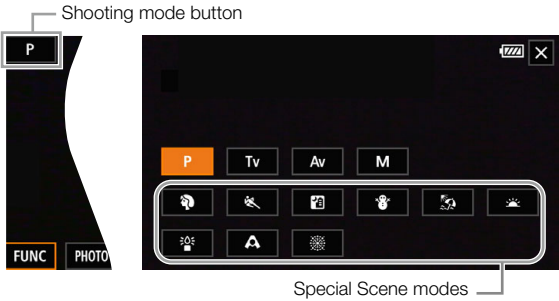 Shooting mode button
P
P Tv Av M
FUNC PHOTO
Special Scene modes